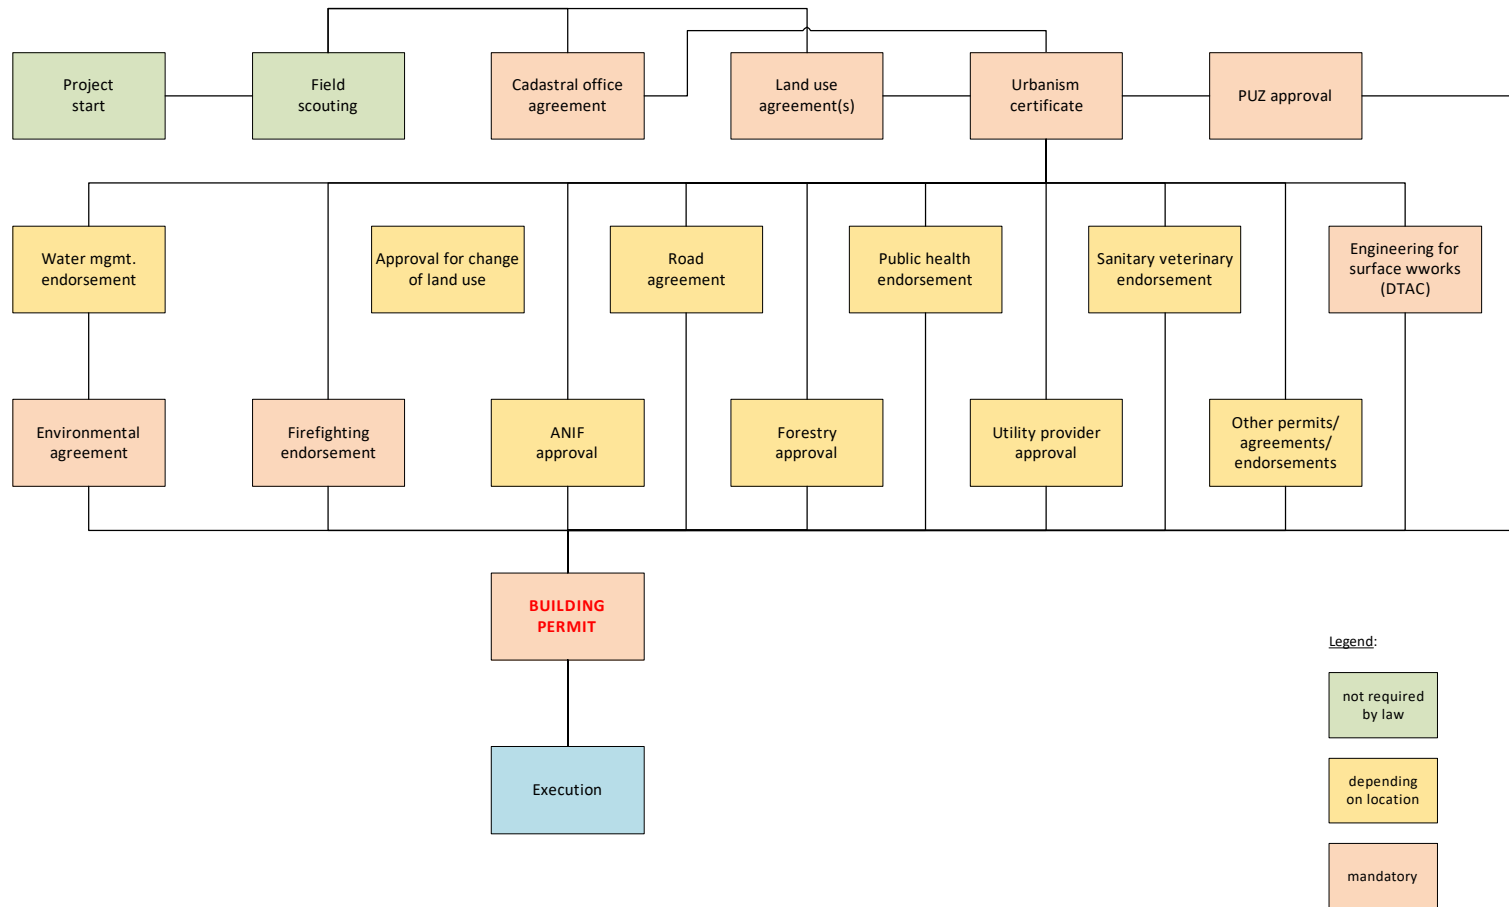 Project
start
Field
scouting
Cadastral office
agreement
Land use
agreement(s)
Urbanism
certificate
PUZ approval
Water mgmt.
endorsement
Approval for change
of land use
Road
agreement
Public health
endorsement
Sanitary veterinary
endorsement
Engineering for
surface wworks
(DTAC)
Environmental
agreement
Firefighting
endorsement
ANIF
approval
Forestry
approval
Utility provider
approval
Other permits/
agreements/
endorsements
BUILDING
PERMIT
Execution
Legend:
not required
by law
depending
on location
mandatory